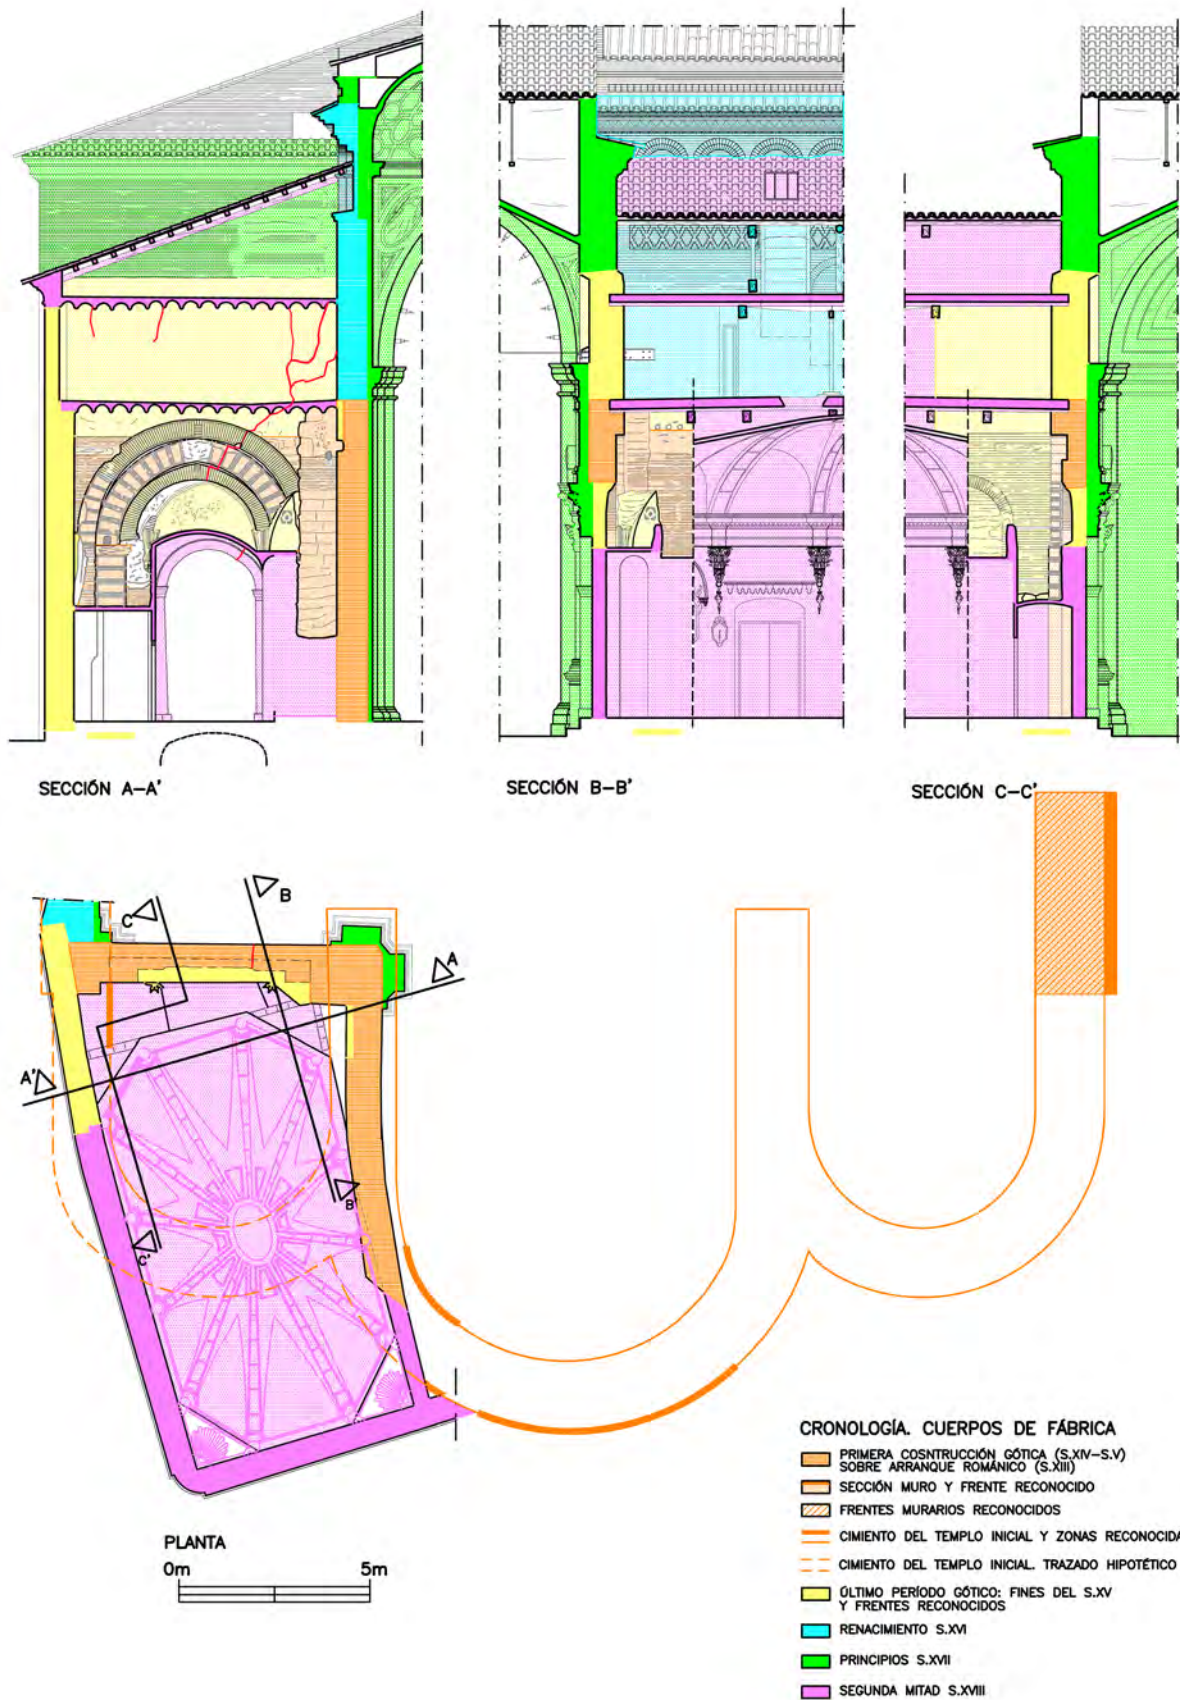 SECCIÓN A-A'
SECCIÓN B-B'
SECCIÓN C-C'
B
C
A
A'
B'
C'
CRONOLOGÍA. CUERPOS DE FÁBRICA
PRIMERA COSNTRUCCIÓN GÓTICA (S.XIV-S.V)
SOBRE ARRANQUE ROMÁNICO (S.XIII)
SECCIÓN MURO Y FRENTE RECONOCIDO
FRENTES MURARIOS RECONOCIDOS
CIMIENTO DEL TEMPLO INICIAL Y ZONAS RECONOCIDA
CIMIENTO DEL TEMPLO INICIAL. TRAZADO HIPOTÉTICO
ÚLTIMO PERÍODO GÓTICO: FINES DEL S.XV
Y FRENTES RECONOCIDOS
RENACIMIENTO S.XVI
PRINCIPIOS S.XVII
SEGUNDA MITAD S.XVIII
PLANTA
0m 5m